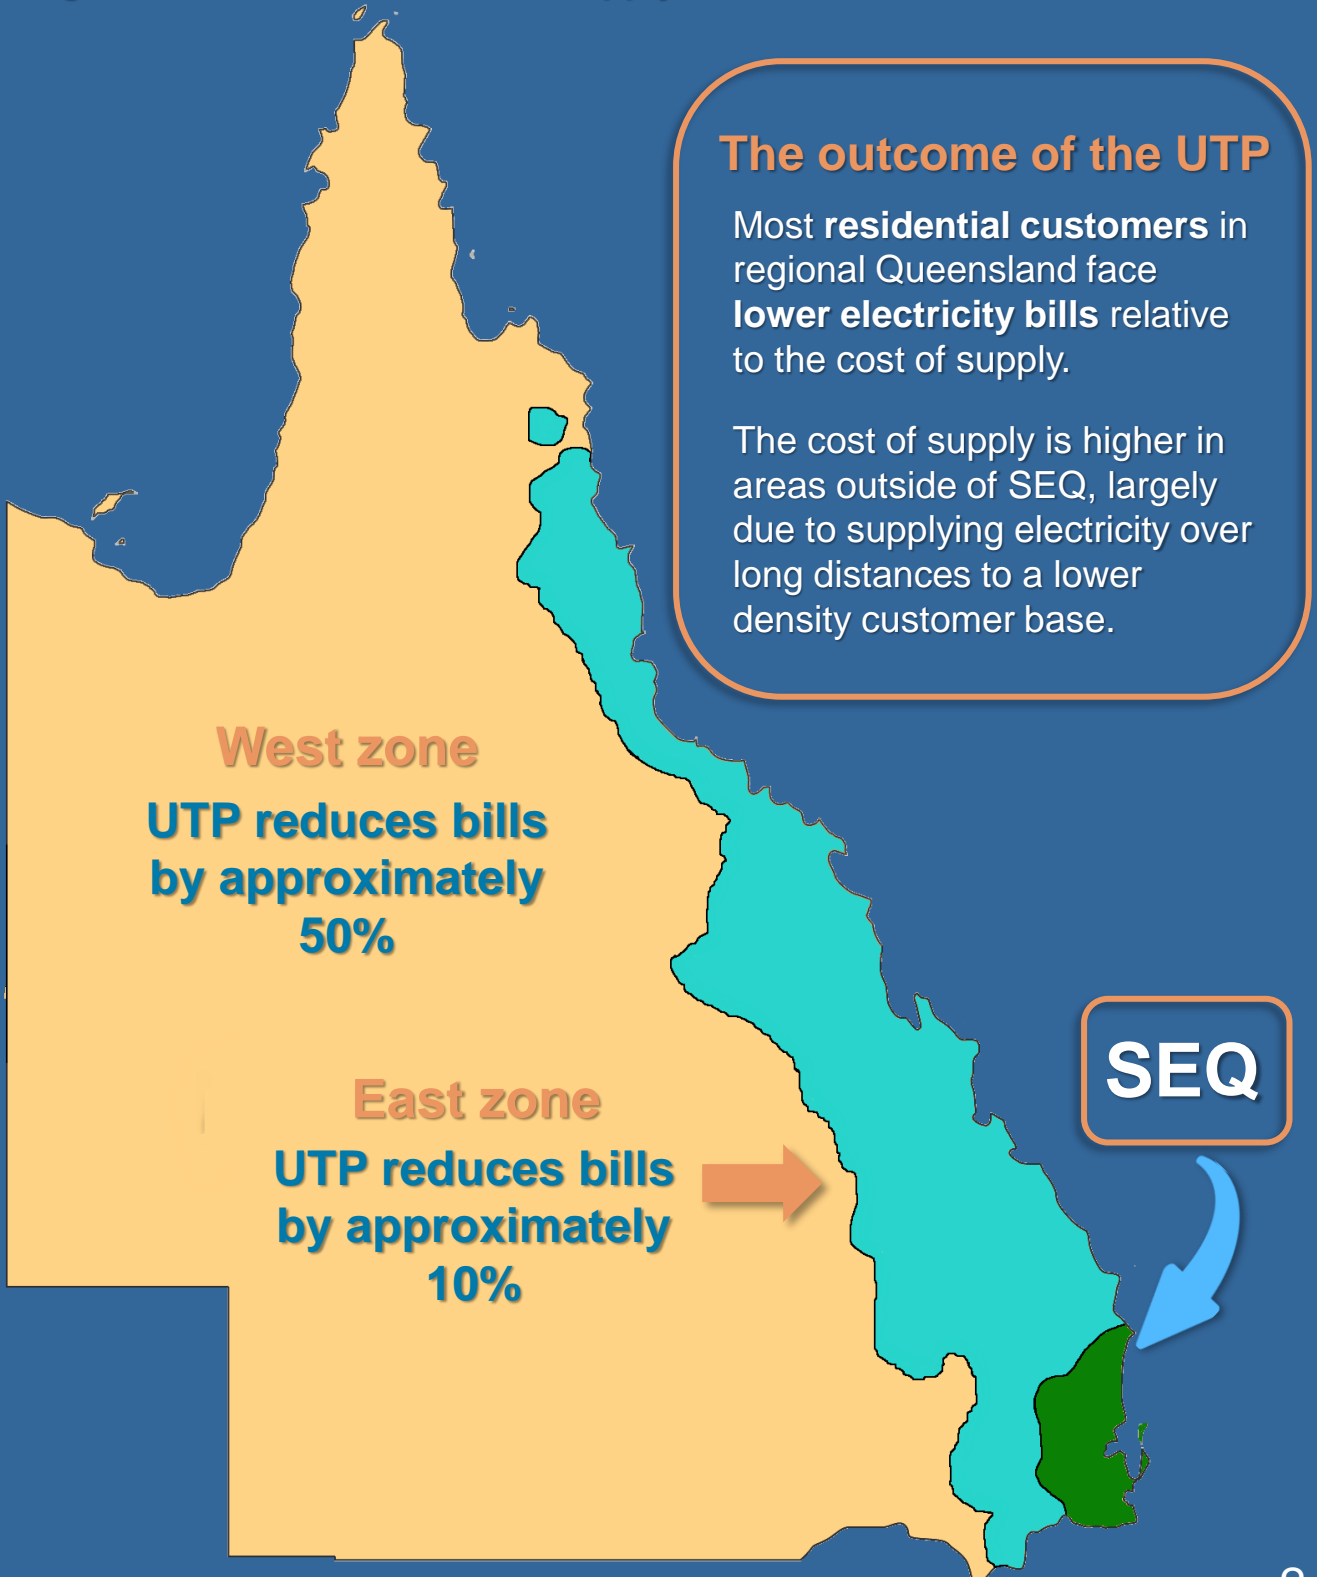 The outcome of the UTP
Most residential customers in
regional Queensland face
lower electricity bills relative
to the cost of supply.
The cost of supply is higher in
areas outside of SEQ, largely
due to supplying electricity over
long distances to a lower
density customer base.
West zone
UTP reduces bills
by approximately
50%
SEQ
East zone
UTP reduces bills
by approximately
10%